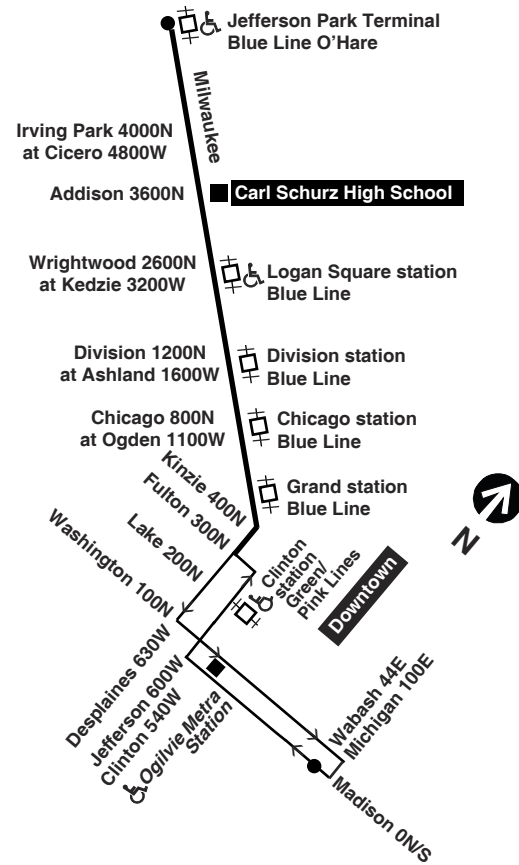 Jefferson Park Terminal
Blue Line O’Hare
Milwaukee
Irving Park 4000N
at Cicero 4800W
Addison 3600N
Carl Schurz High School
Wrightwood 2600N
at Kedzie 3200W
Logan Square station
Blue Line
Division 1200N
at Ashland 1600W
Division station
Blue Line
Chicago 800N
at Ogden 1100W
Chicago station
Blue Line
Grand station
Blue Line
Kinzie 400N
Fulton 300N
Lake 200N
Washington 100N
Clinton
station
Green/
Pink Lines
Downtown
N
Desplaines 630W
Jefferson 600W
Clinton 540W
Ogilvie Metra
Station
Wabash 44E
Michigan 100E
Madison 0N/S